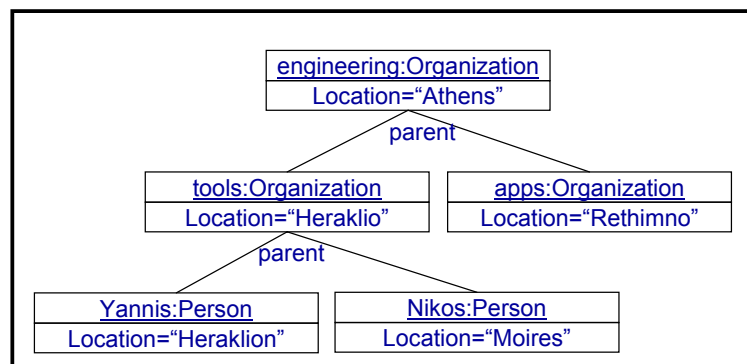 engineering:Organization
Location=“Athens”
parent
tools:Organization
apps:Organization
Location=“Heraklio”
Location=“Rethimno”
parent
Yannis:Person
Nikos:Person
Location=“Heraklion”
Location=“Moires”